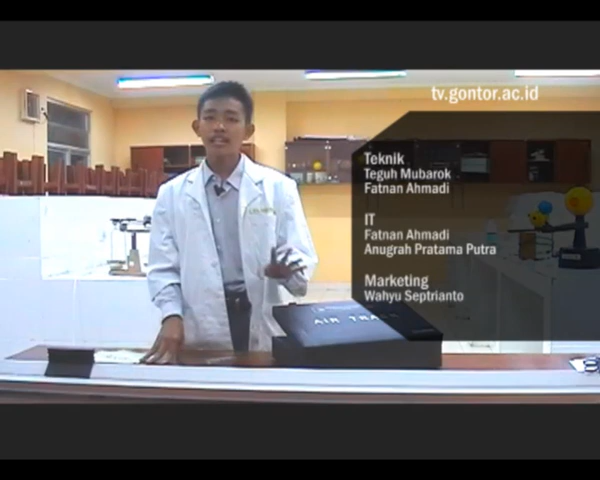 tv.gontor.ac.id
Teknik
Teguh Mubarok
Fatnan Ahmadi
IT
Fatnan Ahmadi
Anugrah Pratama Putra
Marketing
Wahyu Septrianto
AIR TRACK